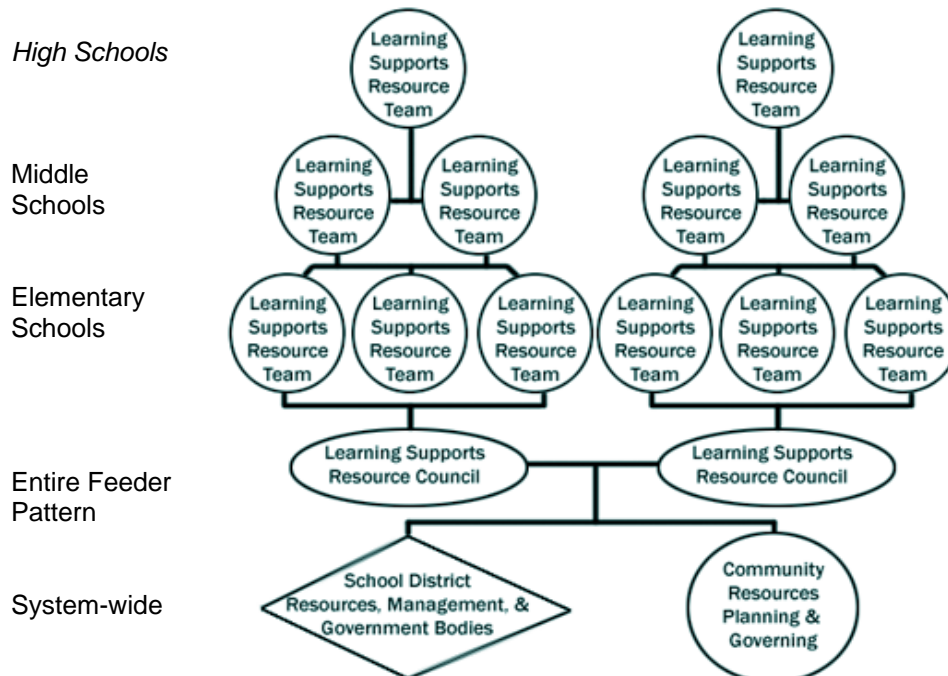 High Schools
Learning
Supports
Resource
Team
Learning
Supports
Resource
Team
Middle
Schools
Learning
Supports
Resource
Team
Learning
Supports
Resource
Team
Learning
Supports
Resource
Team
Learning
Supports
Resource
Team
Elementary
Schools
Learning
Supports
Resource
Team
Learning
Supports
Resource
Team
Learning
Supports
Resource
Team
Learning
Supports
Resource
Team
Learning
Supports
Resource
Team
Learning
Supports
Resource
Team
Entire Feeder
Pattern
Learning Supports
Resource Council
Learning Supports
Resource Council
System-wide
School District
Resources, Management, &
Government Bodies
Community
Resources
Planning &
Governing